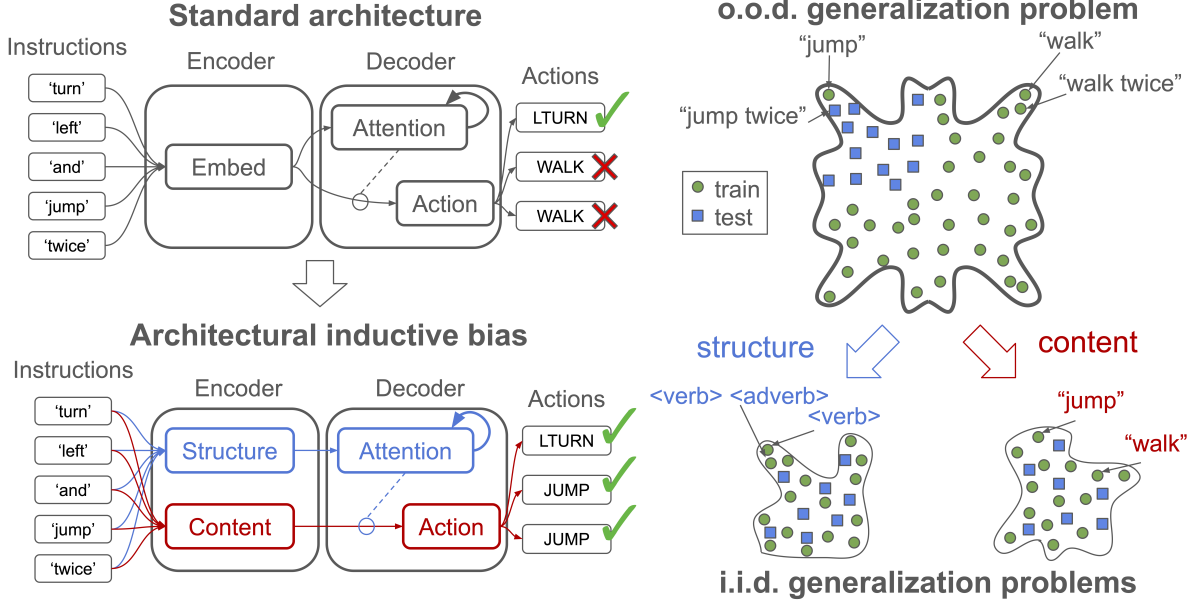 Standard architecture
Instructions
Encoder
Decoder
Actions
‘turn’
‘left’
‘and’
‘jump’
‘twice’
Embed
Attention
Action
LTURN
WALK
WALK
Architectural inductive bias
Instructions
Encoder
Decoder
Actions
‘turn’
‘left’
‘and’
‘jump’
‘twice’
Structure
Content
Attention
Action
LTURN
JUMP
JUMP
o.o.d. generalization problem
“jump”
“walk”
“walk twice”
“jump twice”
train
test
structure
content
<verb> <adverb>
<verb>
“jump”
“walk”
i.i.d. generalization problems